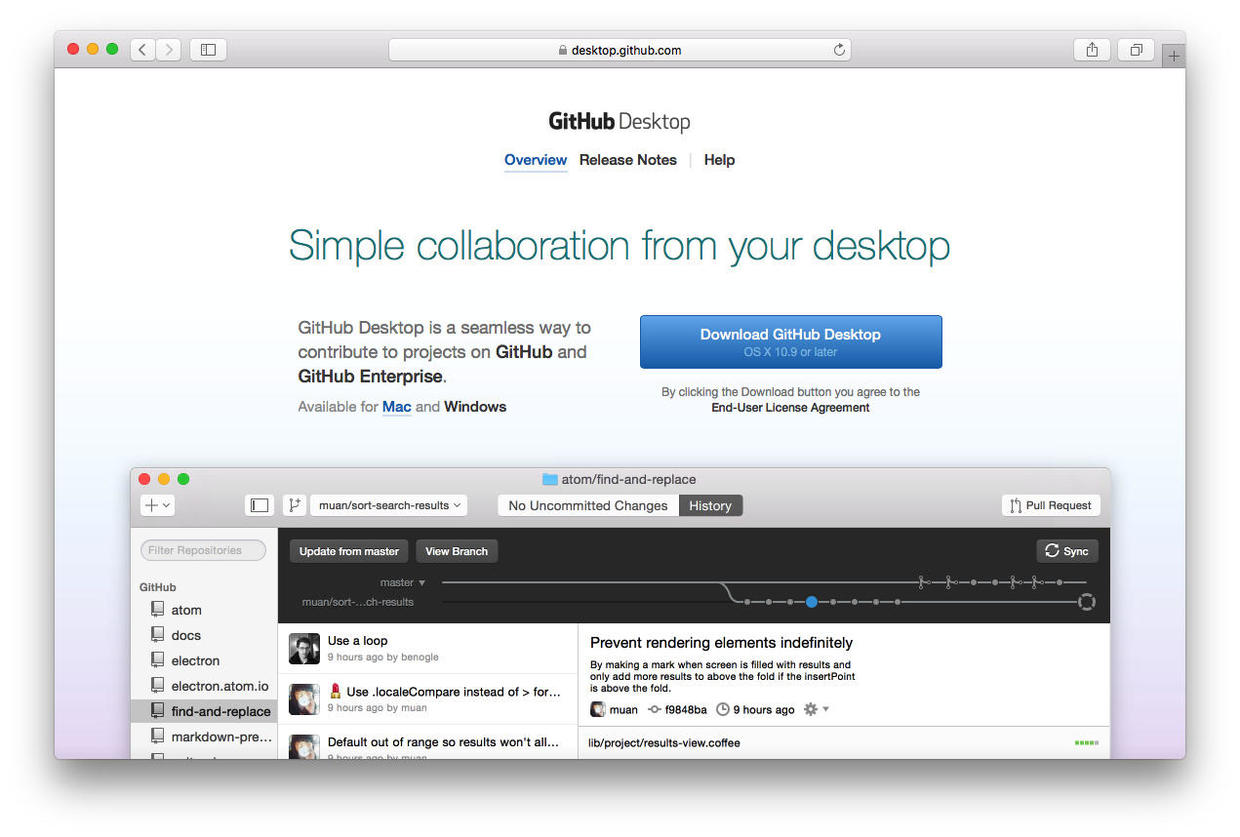 desktop.github.com
GitHub Desktop
Overview Release Notes Help
Simple collaboration from your desktop
GitHub Desktop is a seamless way to
contribute to projects on GitHub and
GitHub Enterprise.
Available for Mac and Windows
Download GitHub Desktop
OS X 10.9 or later
By clicking the Download button you agree to the
End-User License Agreement
atom/find-and-replace
muan/sort-search-results
No Uncommitted Changes
History
Pull Request
Filter Repositories
GitHub
atom
docs
electron
electron.atom.io
find-and-replace
markdown-pre...
Update from master
View Branch
Sync
master
muan/sort-...ch-results
Use a loop
9 hours ago by benogle
Use .localeCompare instead of > for...
9 hours ago by muan
Default out of range so results won't all...
9 hours ago by muan
Prevent rendering elements indefinitely
By making a mark when screen is filled with results and
only add more results to above the fold if the insertPoint
is above the fold.
muan f9848ba 9 hours ago
lib/project/results-view.coffee